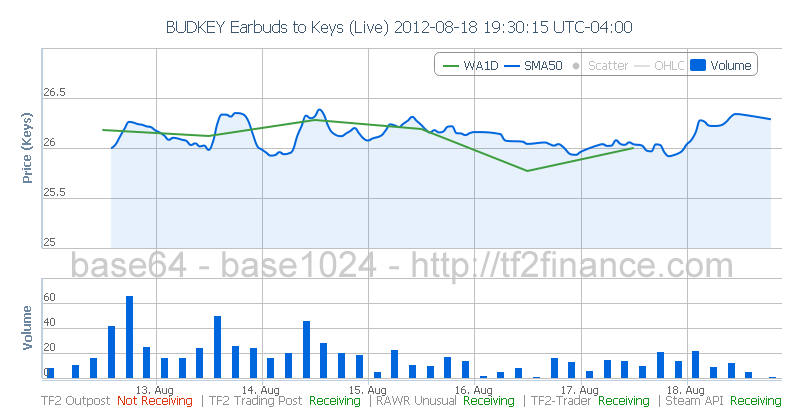 BUDKEY Earbuds to Keys (Live) 2012-08-18 19:30:15 UTC-04:00
WA1D SMA50 Scatter OHLC Volume
26.5
26
25.5
25
Price (Keys)
base64 - base1024 - http://tf2finance.com
60
40
20
0
Volume
13. Aug 14. Aug 15. Aug 16. Aug 17. Aug 18. Aug
TF2 Outpost Not Receiving | TF2 Trading Post Receiving | RAWR Unusual Receiving | TF2-Trader Receiving | Steam API Receiving